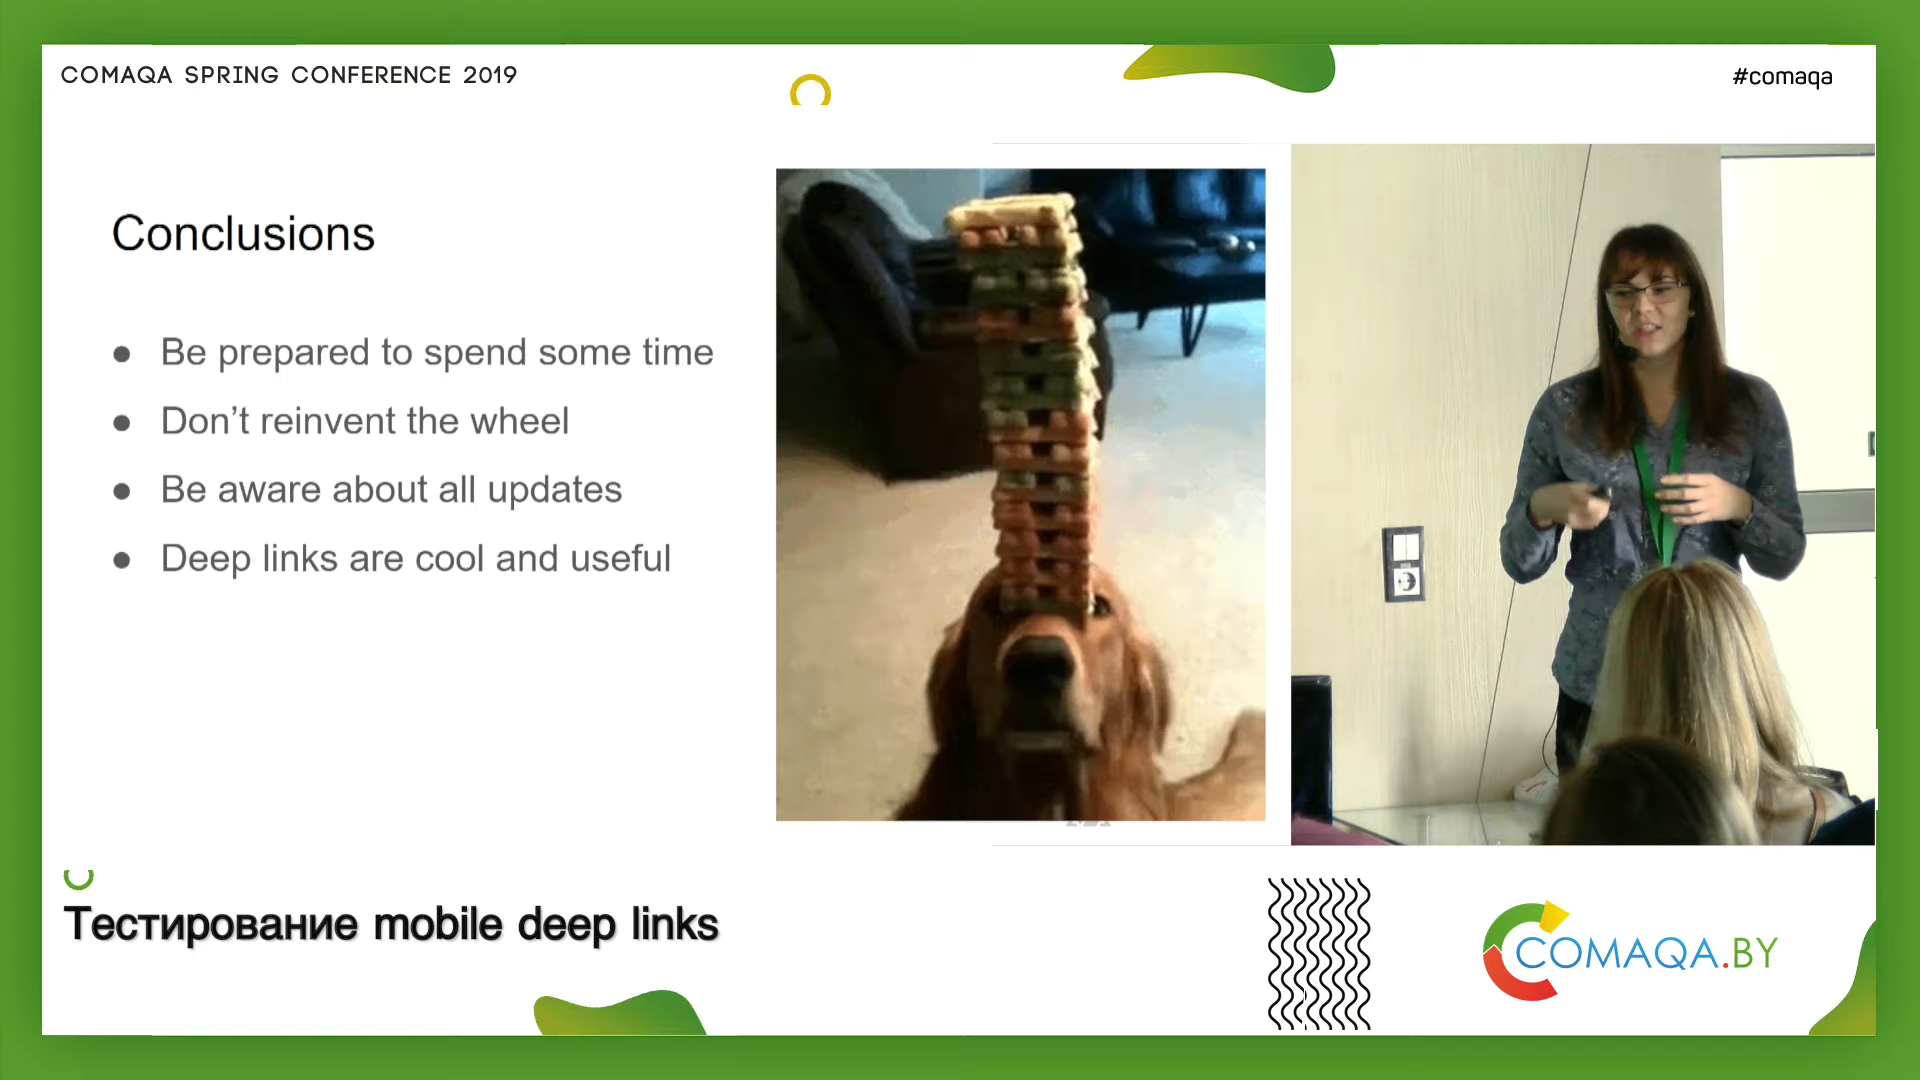 COMAQA SPRING CONFERENCE 2019
#comaqa
Conclusions
● Be prepared to spend some time
● Don’t reinvent the wheel
● Be aware about all updates
● Deep links are cool and useful
Тестирование mobile deep links
COMAQA.BY